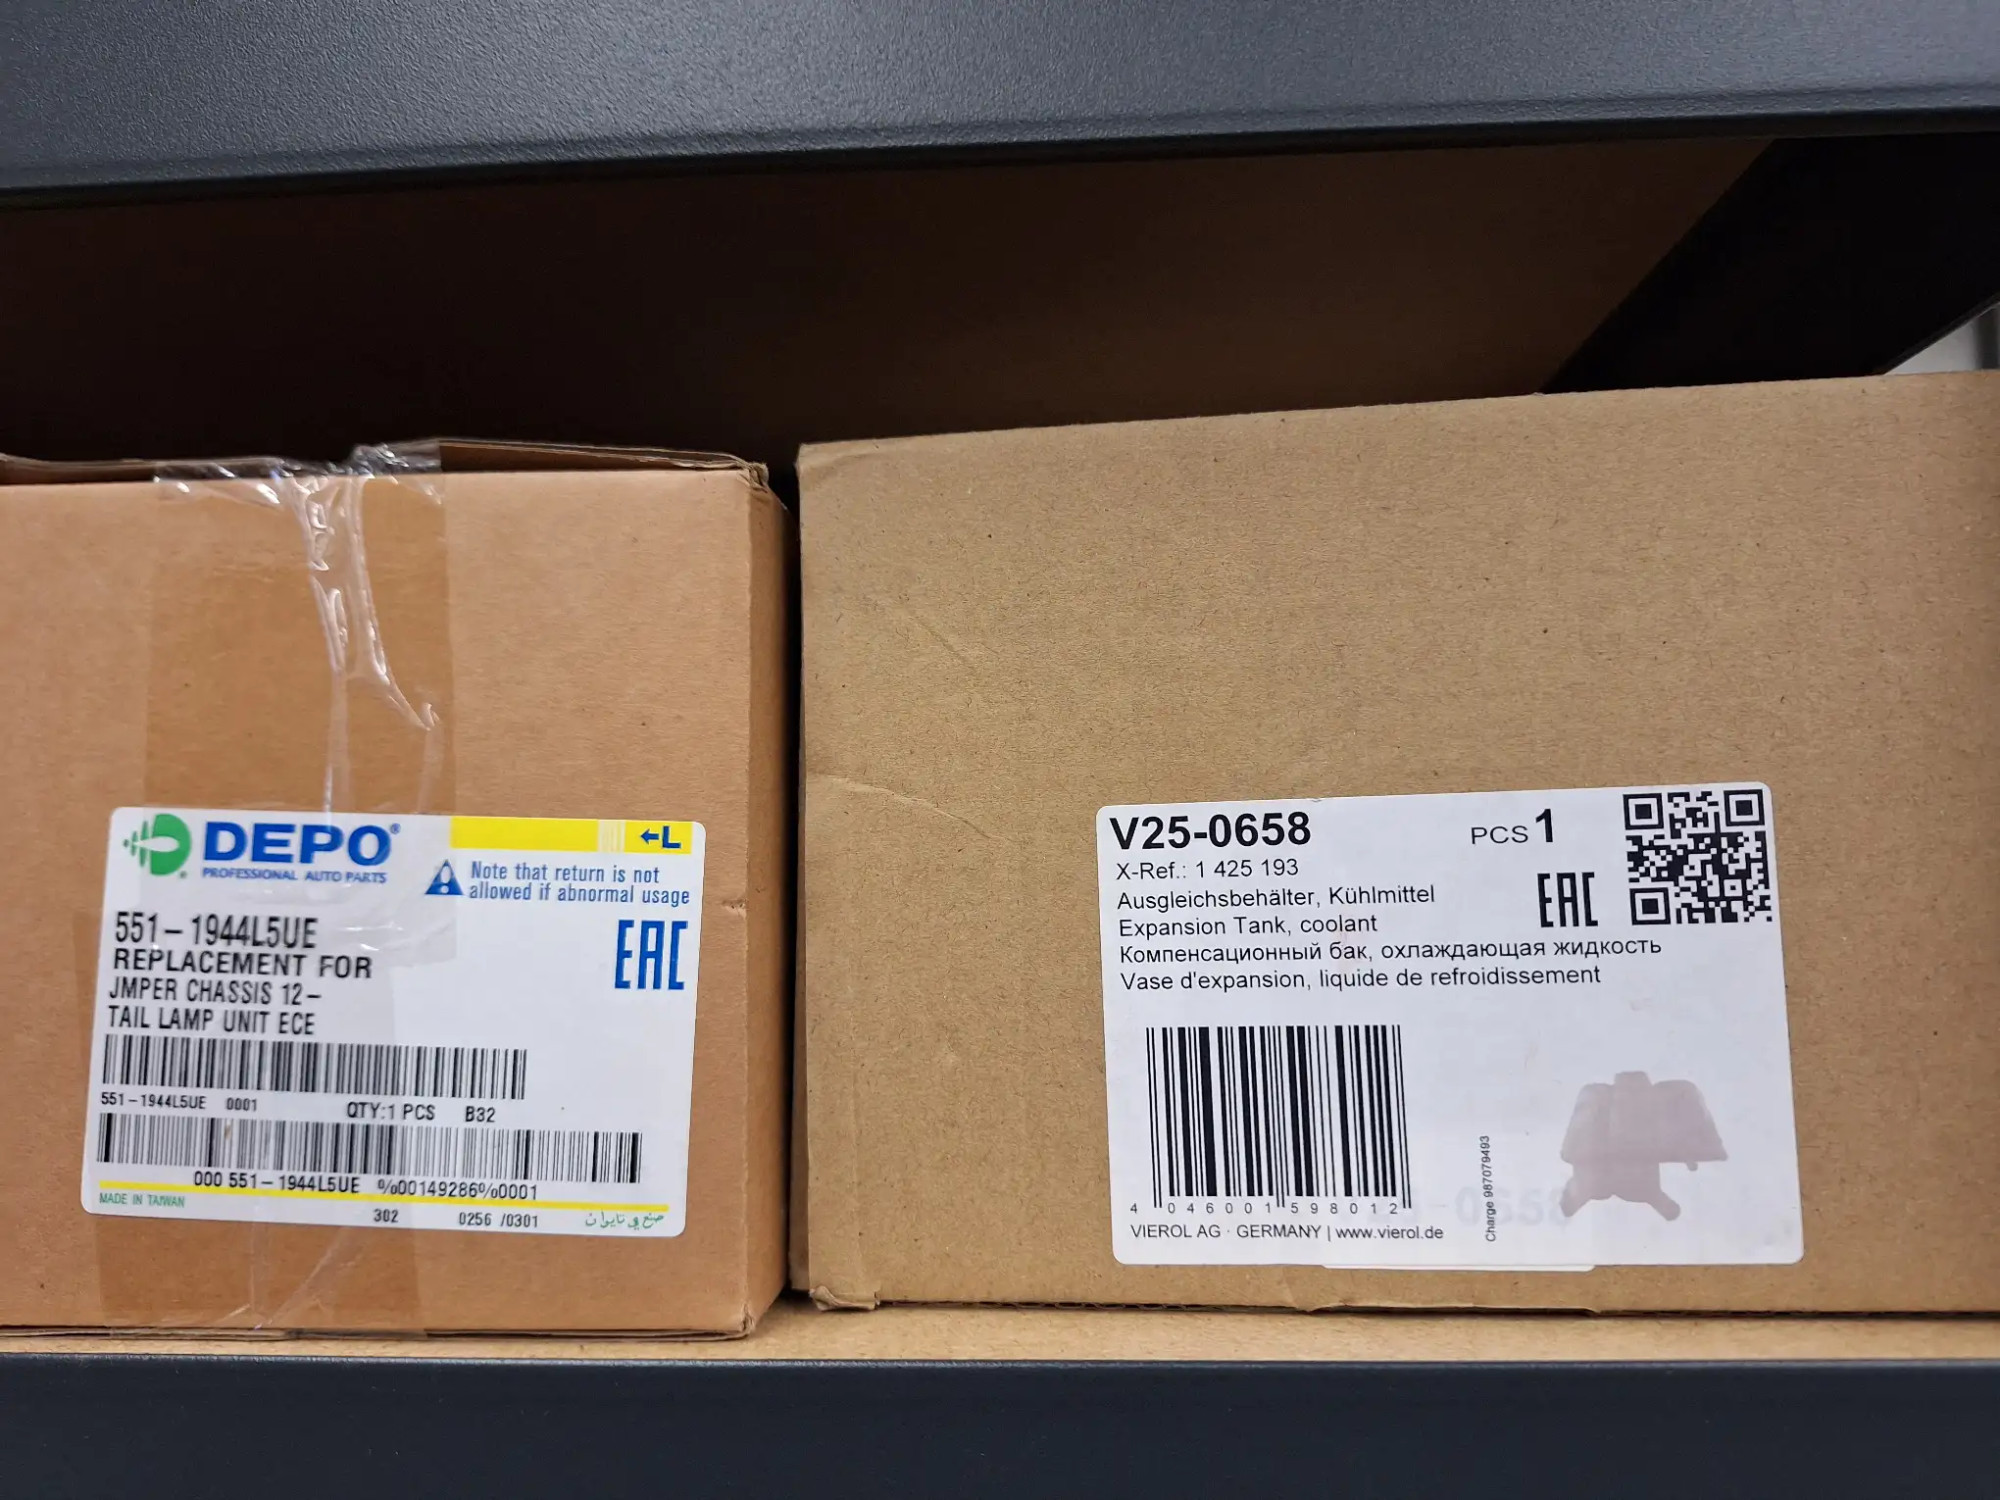 DEPO®
PROFESSIONAL AUTO PARTS
←L
Note that return is not
allowed if abnormal usage
551-1944L5UE
REPLACEMENT FOR
JMPER CHASSIS 12-
TAIL LAMP UNIT ECE
EAC
551-1944L5UE 0001 QTY:1 PCS B32
000 551-1944L5UE %00149286%0001
MADE IN TAIWAN
302 0256 /0301 صنع في تايوان
V25-0658 PCS 1
X-Ref.: 1 425 193
Ausgleichsbehälter, Kühlmittel
Expansion Tank, coolant
EAC
Компенсационный бак, охлаждающая жидкость
Vase d'expansion, liquide de refroidissement
4 046001 598012
Charge 987079493
VIEROL AG · GERMANY | www.vierol.de